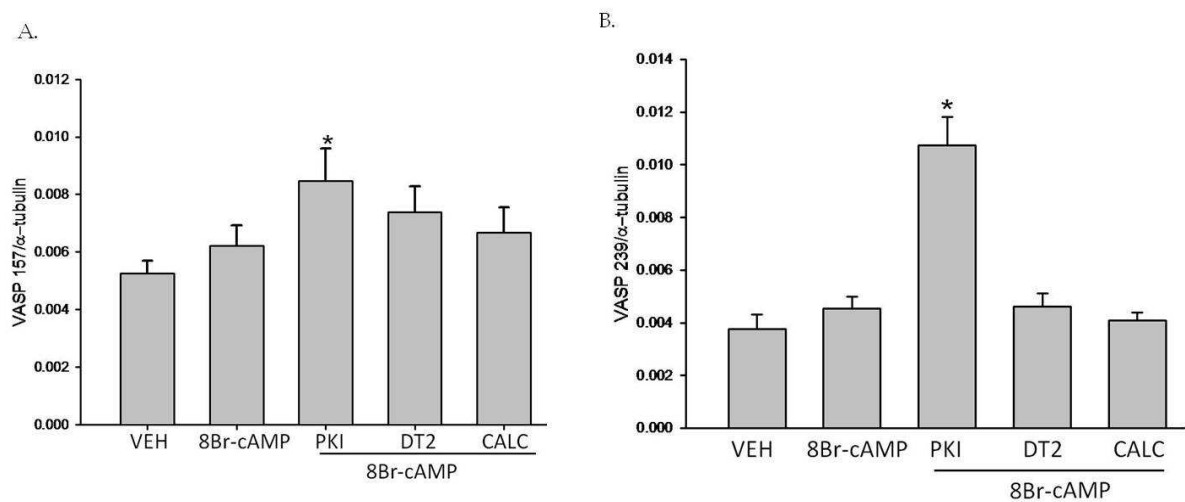 A.
0.012
0.010
0.008
0.006
0.004
0.002
0.000
VASP 157/α−tubulin
*
VEH 8Br-cAMP PKI DT2 CALC
8Br-cAMP
B.
0.014
0.012
0.010
0.008
0.006
0.004
0.002
0.000
VASP 239/α−tubulin
*
VEH 8Br-cAMP PKI DT2 CALC
8Br-cAMP